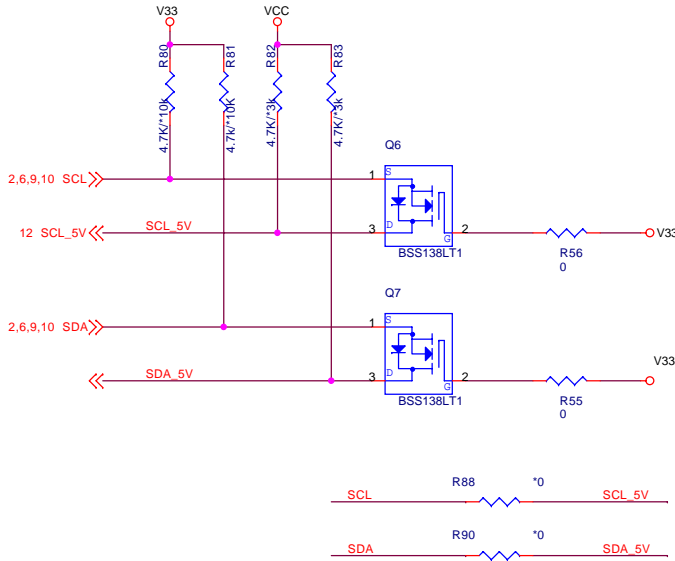 V33
VCC
R80
4.7K/*10k
R81
4.7k/*10K
R82
4.7K/*3k
R83
4.7K/*3k
Q6
2,6,9,10 SCL
1
S
12 SCL_5V
SCL_5V
3
D
G
2
V33
BSS138LT1
R56
0
Q7
2,6,9,10 SDA
1
S
V33
SDA_5V
3
D
G
2
BSS138LT1
R55
0
R88
*0
SCL
SCL_5V
R90
*0
SDA
SDA_5V